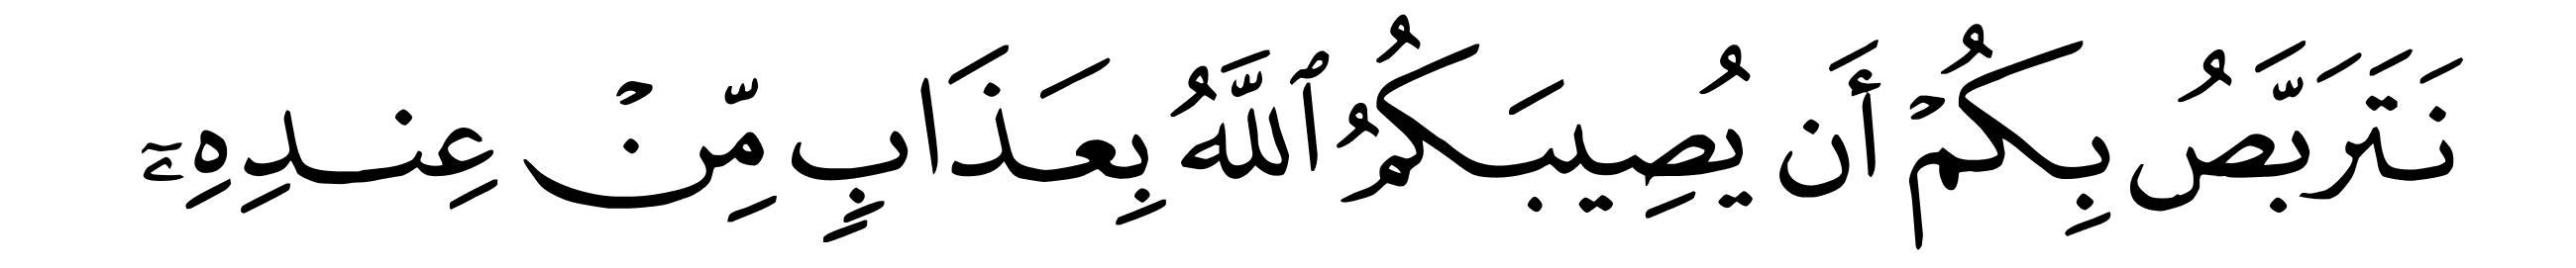 نَتَرَبَّصُ بِكُمۡ أَن يُصِيبَكُمُ ٱللَّهُ بِعَذَابٍ مِّنۡ عِندِهِۦٓ